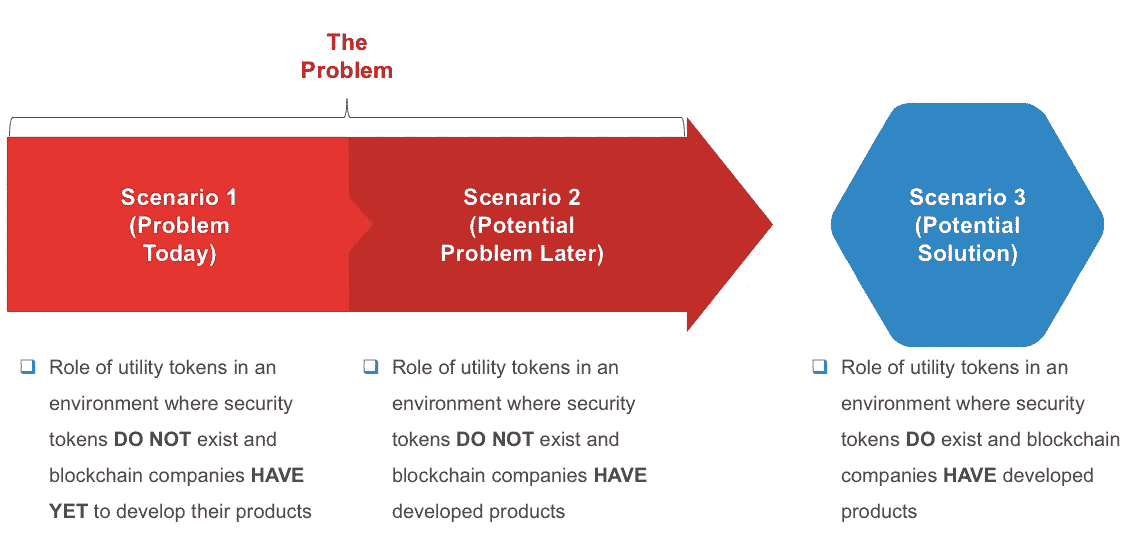 The
Problem
Scenario 1
(Problem
Today)
Scenario 2
(Potential
Problem Later)
Scenario 3
(Potential
Solution)
Role of utility tokens in an
environment where security
tokens DO NOT exist and
blockchain companies HAVE
YET to develop their products
Role of utility tokens in an
environment where security
tokens DO NOT exist and
blockchain companies HAVE
developed products
Role of utility tokens in an
environment where security
tokens DO exist and blockchain
companies HAVE developed
products